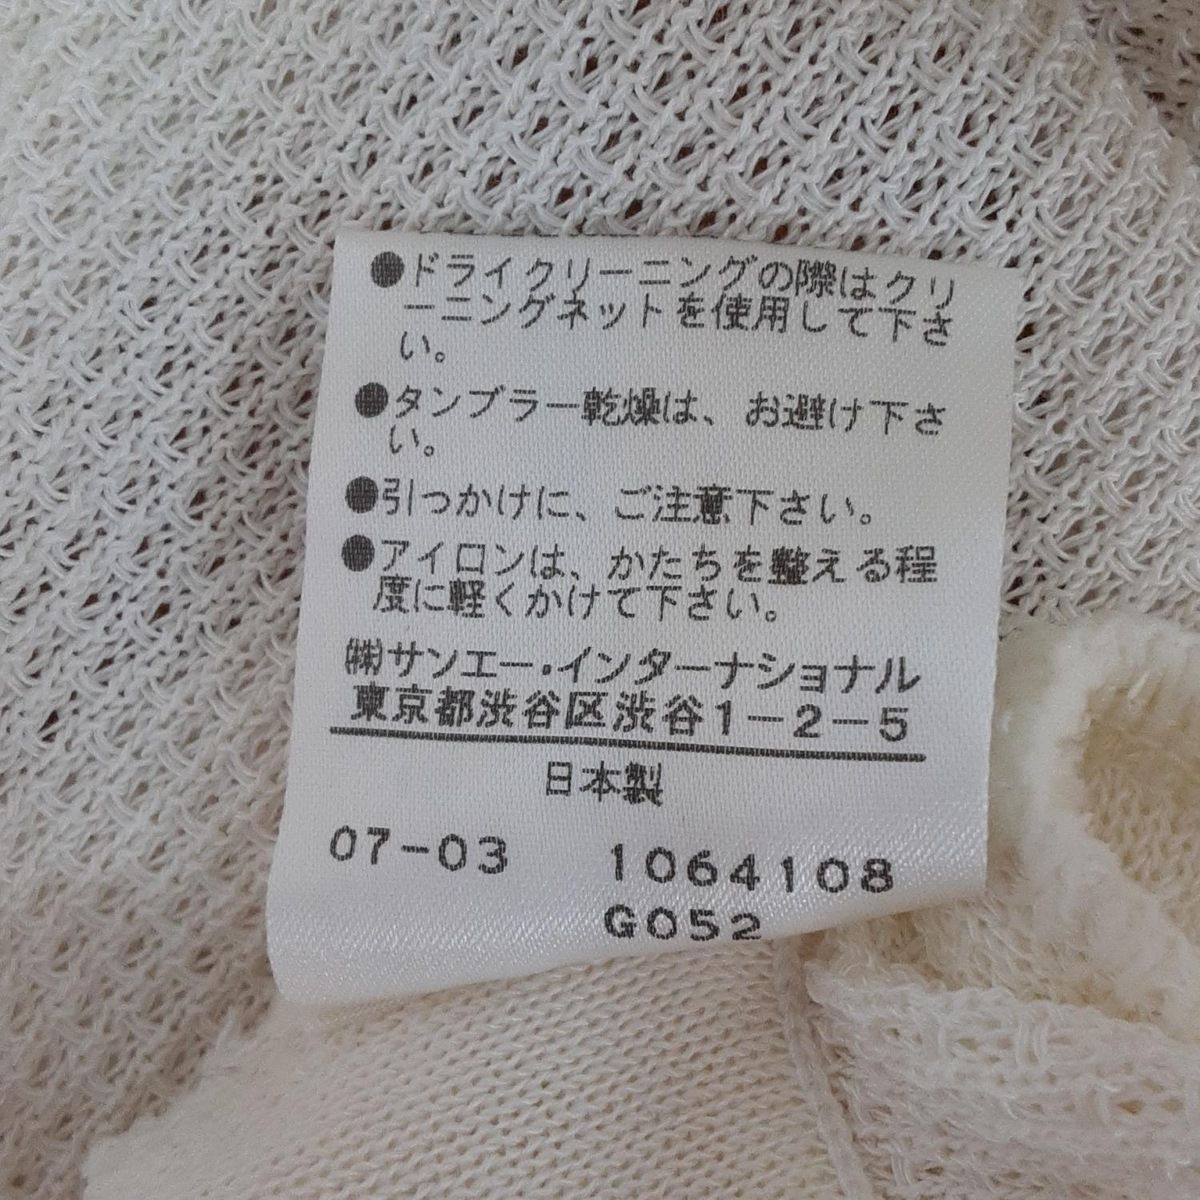 ●ドライクリーニングの際はクリ
ーニングネットを使用して下さ
い。
●タンブラー乾燥は、お避け下さ
い。
●引っかけに、ご注意下さい。
●アイロンは、かたちを整える程
度に軽くかけて下さい。
㈱サンエー・インターナショナル
東京都渋谷区渋谷1-2-5
日本製
07-03 1064108
G052